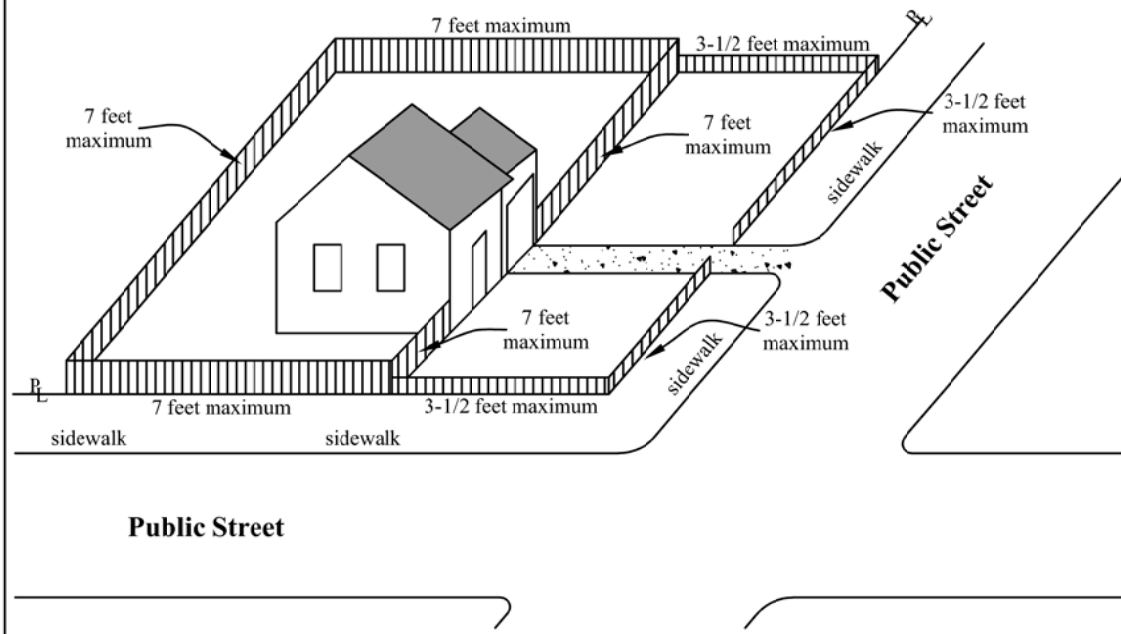 7 feet maximum
PL
3-1/2 feet maximum
7 feet
maximum
3-1/2 feet
maximum
7 feet
maximum
sidewalk
Public Street
7 feet
maximum
3-1/2 feet
maximum
sidewalk
PL
7 feet maximum
3-1/2 feet maximum
sidewalk
sidewalk
Public Street